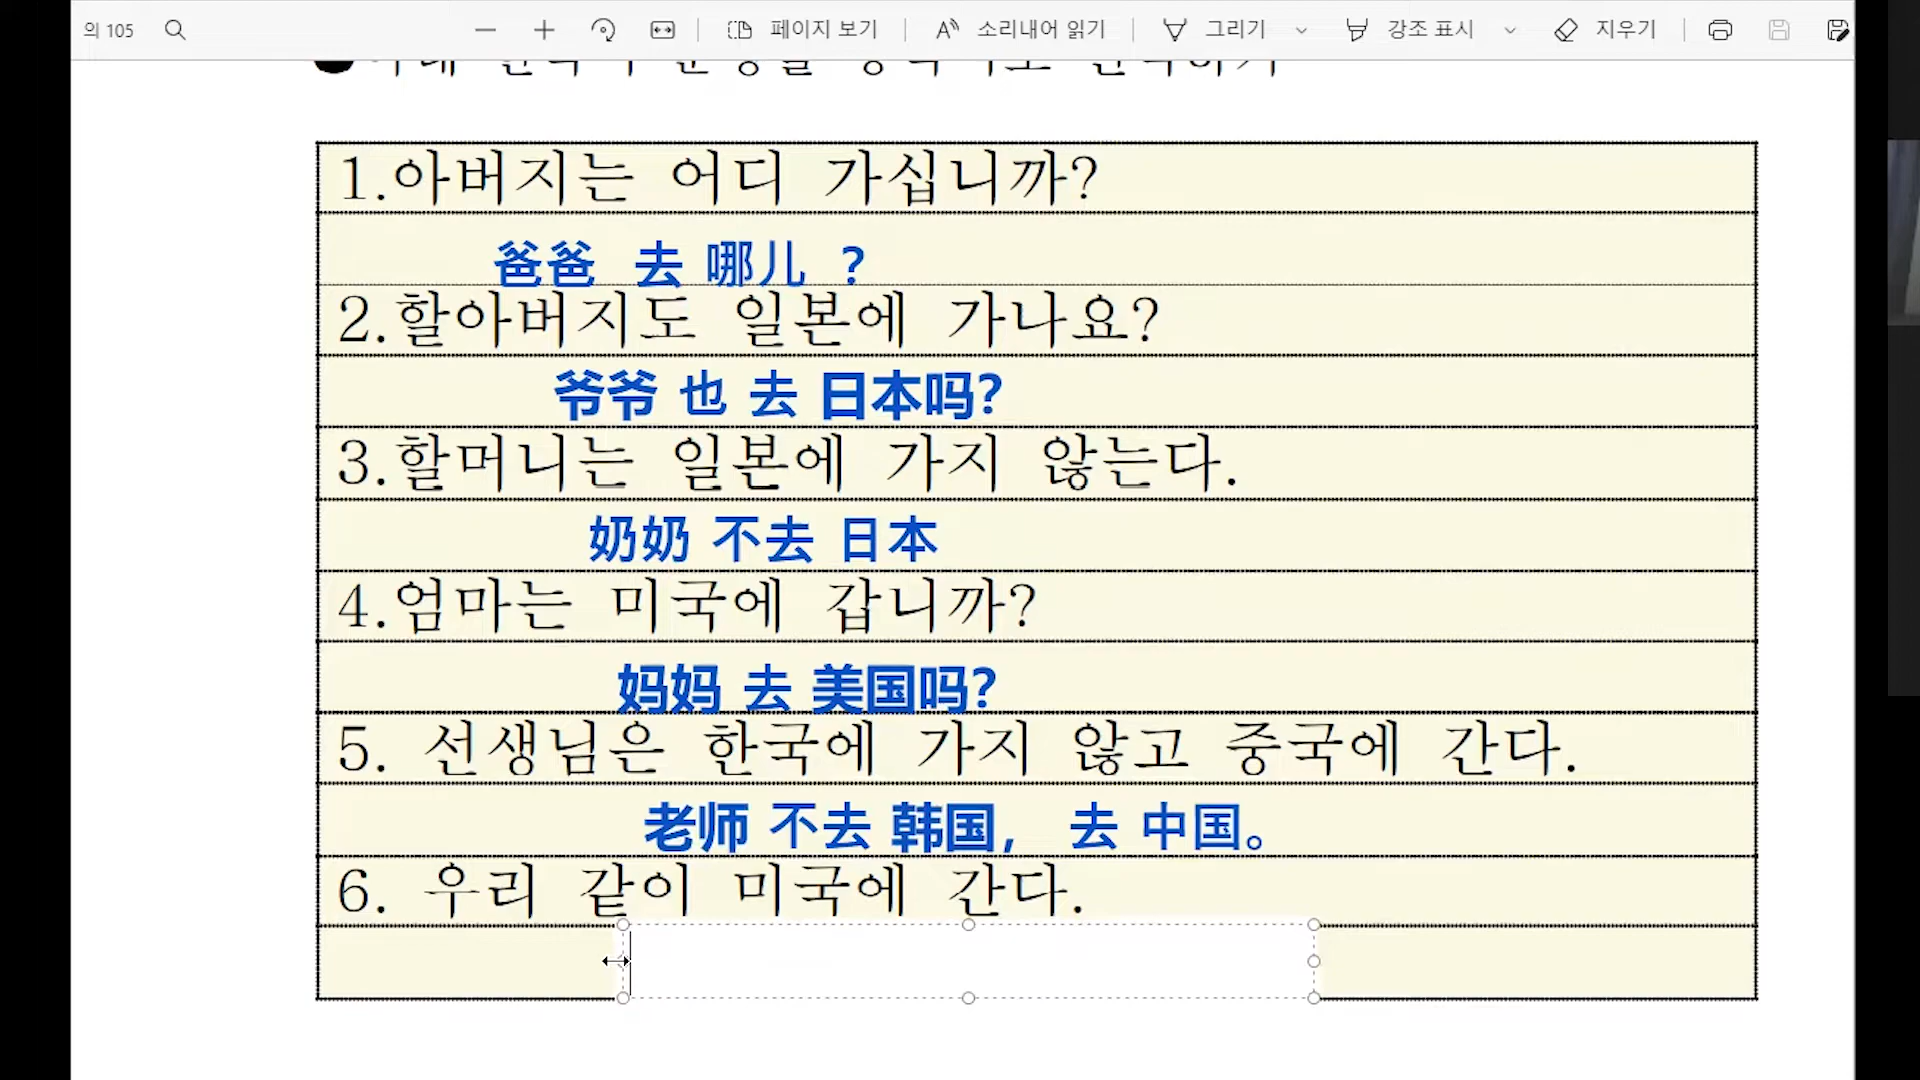 의 105 페이지 보기 소리내어 읽기 그리기 강조 표시 지우기
1.아버지는 어디 가십니까?
爸爸 去 哪儿 ?
2.할아버지도 일본에 가나요?
爷爷 也 去 日本吗?
3.할머니는 일본에 가지 않는다.
奶奶 不去 日本
4.엄마는 미국에 갑니까?
妈妈 去 美国吗?
5. 선생님은 한국에 가지 않고 중국에 간다.
老师 不去 韩国， 去 中国。
6. 우리 같이 미국에 간다.